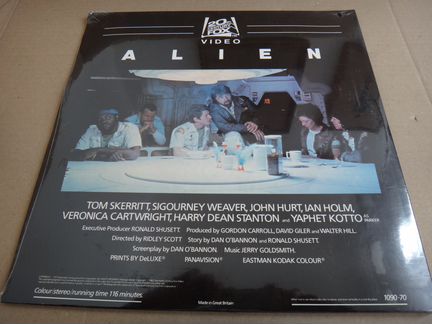 20th
CENTURY
FOX
VIDEO
ALIEN
TOM SKERRITT, SIGOURNEY WEAVER, JOHN HURT, IAN HOLM,
VERONICA CARTWRIGHT, HARRY DEAN STANTON and YAPHET KOTTO AS PARKER
Executive Producer RONALD SHUSETT. Produced by GORDON CARROLL, DAVID GILER and WALTER HILL.
Directed by RIDLEY SCOTT Story by DAN O'BANNON and RONALD SHUSETT.
Screenplay by DAN O'BANNON. Music JERRY GOLDSMITH.
PRINTS BY DeLUXE® PANAVISION® EASTMAN KODAK COLOUR®
Colour/stereo/running time 116 minutes.
Made in Great Britain
1090-70